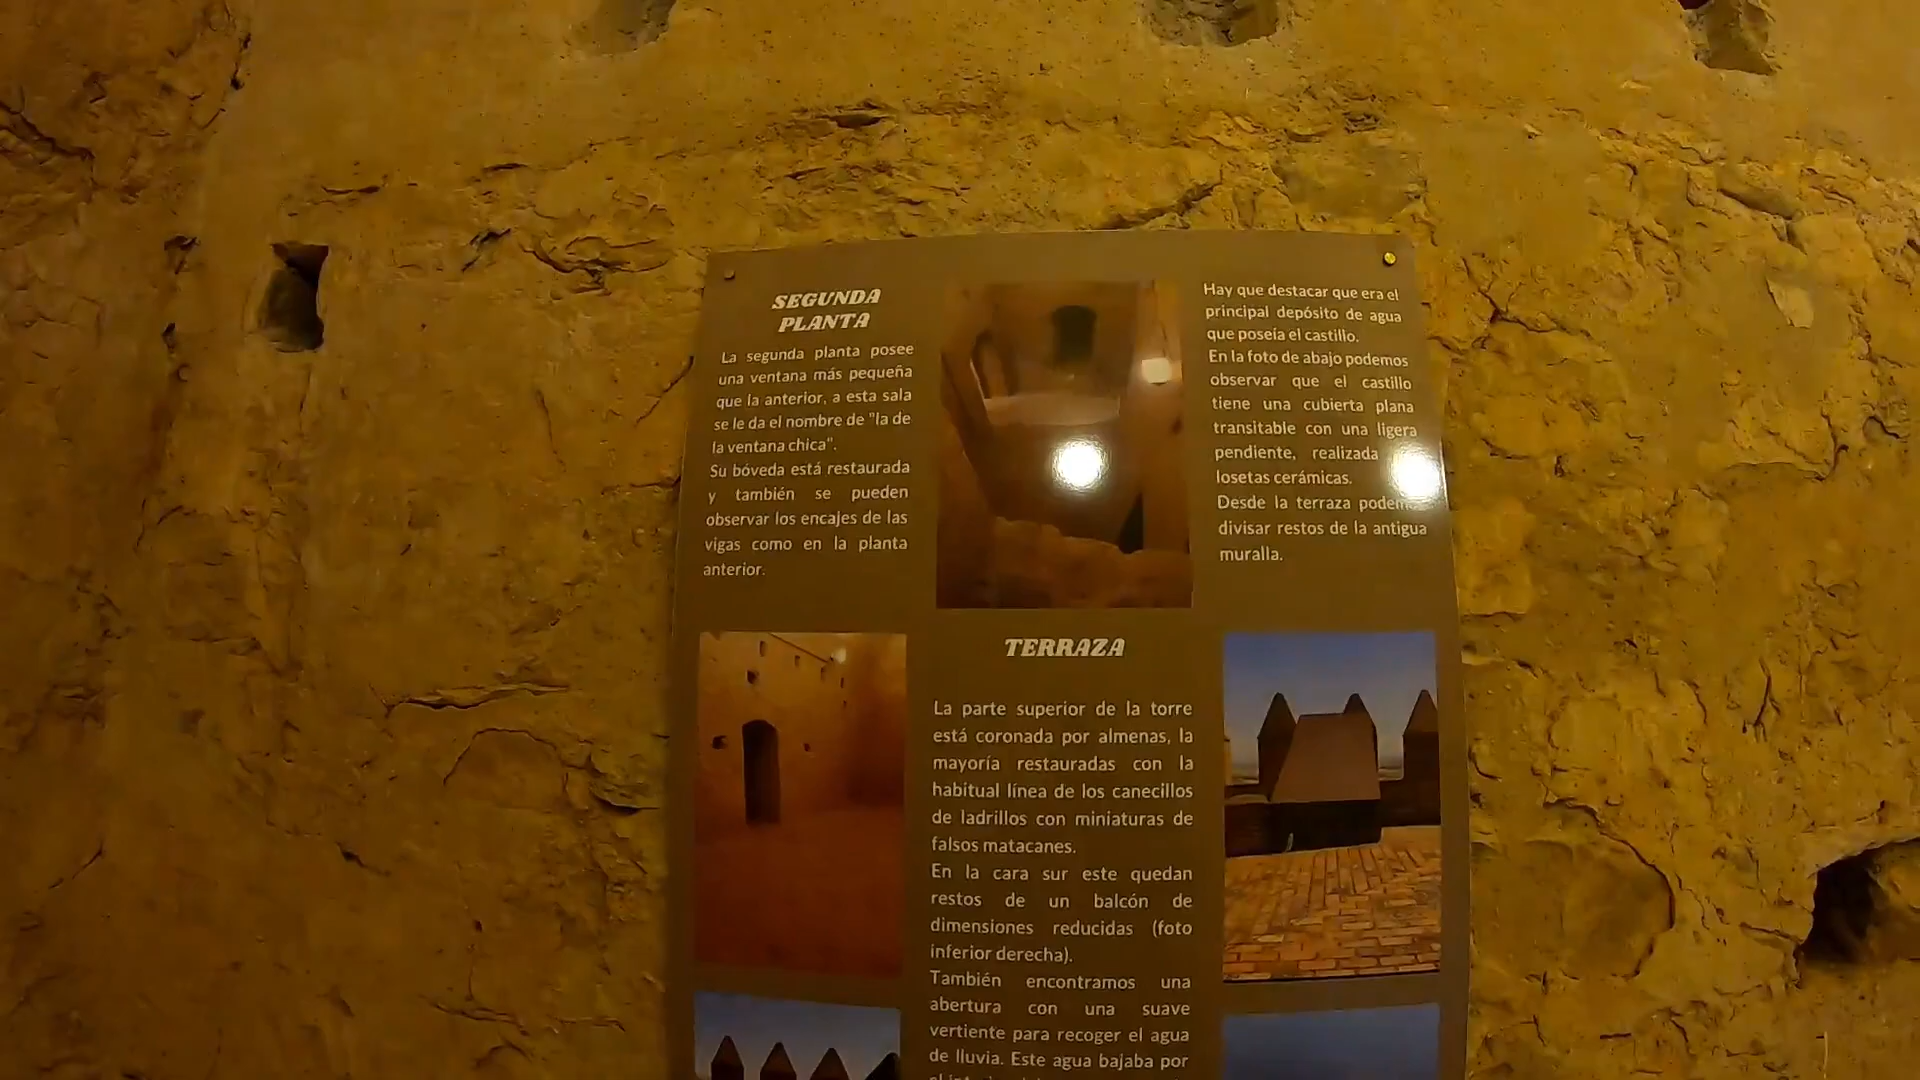 SEGUNDA
PLANTA
La segunda planta posee
una ventana más pequeña
que la anterior, a esta sala
se le da el nombre de "la de
la ventana chica".
Su bóveda está restaurada
y también se pueden
observar los encajes de las
vigas como en la planta
anterior.
TERRAZA
La parte superior de la torre
está coronada por almenas, la
mayoría restauradas con la
habitual línea de los canecillos
de ladrillos con miniaturas de
falsos matacanes.
En la cara sur este quedan
restos de un balcón de
dimensiones reducidas (foto
inferior derecha).
También encontramos una
abertura con una suave
vertiente para recoger el agua
de lluvia. Este agua bajaba por
Hay que destacar que era el
principal depósito de agua
que poseía el castillo.
En la foto de abajo podemos
observar que el castillo
tiene una cubierta plana
transitable con una ligera
pendiente, realizada
losetas cerámicas.
Desde la terraza
divisar restos de la antigua
muralla.